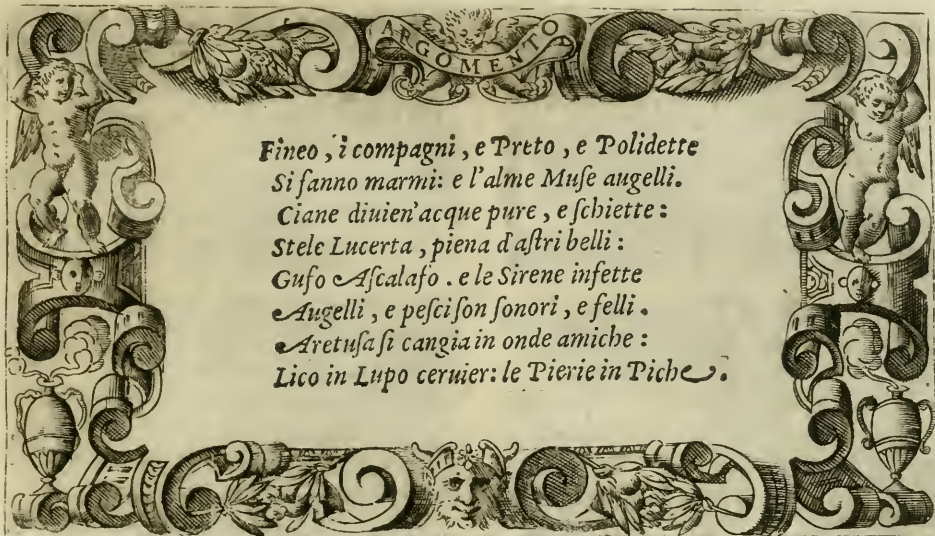 ARGOMENTO
Fineo, i compagni, e Preto, e Polidette
Si fanno marmi: e l'alme Muſe augelli.
Ciane diuien'acque pure, e ſchiette:
Stele Lucerta, piena d'aſtri belli:
Gufo Aſcalafo. e le Sirene infette
Augelli, e peſci ſon ſonori, e felli.
Aretuſa ſi cangia in onde amiche:
Lico in Lupo ceruier: le Pierie in Piche.